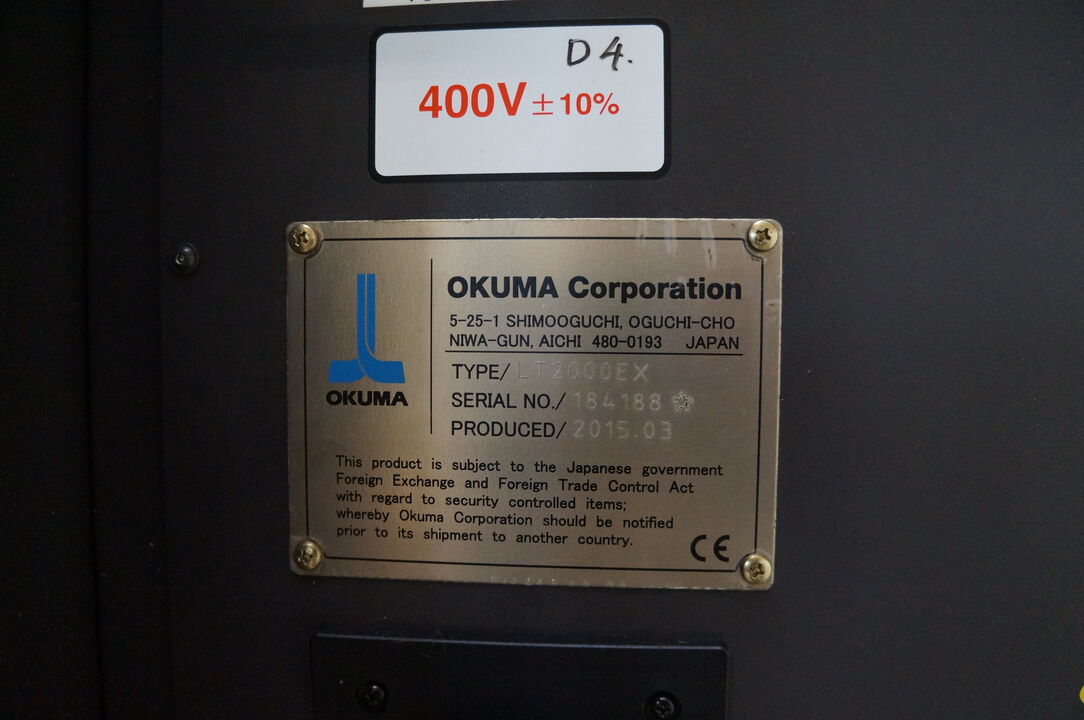 D4.
400V ± 10%
OKUMA Corporation
5-25-1 SHIMOOGUCHI, OGUCHI-CHO
NIWA-GUN, AICHI 480-0193 JAPAN
TYPE/ LT2000EX
SERIAL NO./ 184188
PRODUCED/ 2015.03
OKUMA
This product is subject to the Japanese government
Foreign Exchange and Foreign Trade Control Act
with regard to security controlled items;
whereby Okuma Corporation should be notified
prior to its shipment to another country.
CE